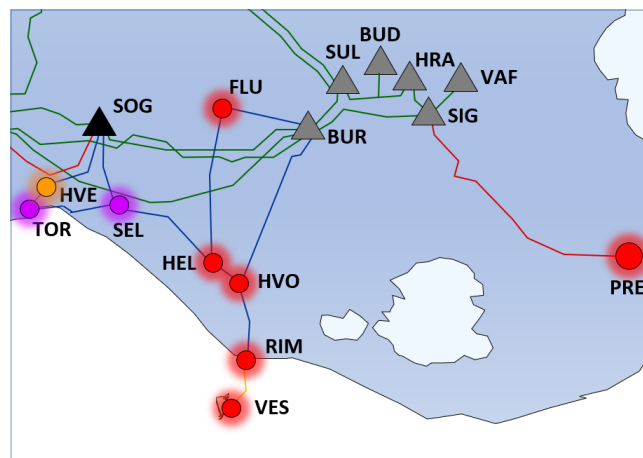 BUD
SUL
HRA
FLU
VAF
SOG
BUR
SIG
HVE
TOR
SEL
HEL
HVO
PRE
RIM
VES